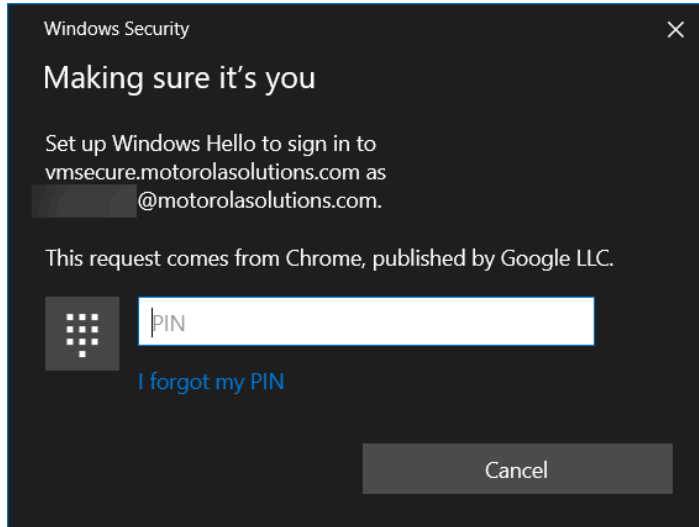 Windows Security
Making sure it's you
Set up Windows Hello to sign in to
vmsecure.motorolasolutions.com as
@motorolasolutions.com.
This request comes from Chrome, published by Google LLC.
PIN
I forgot my PIN
Cancel